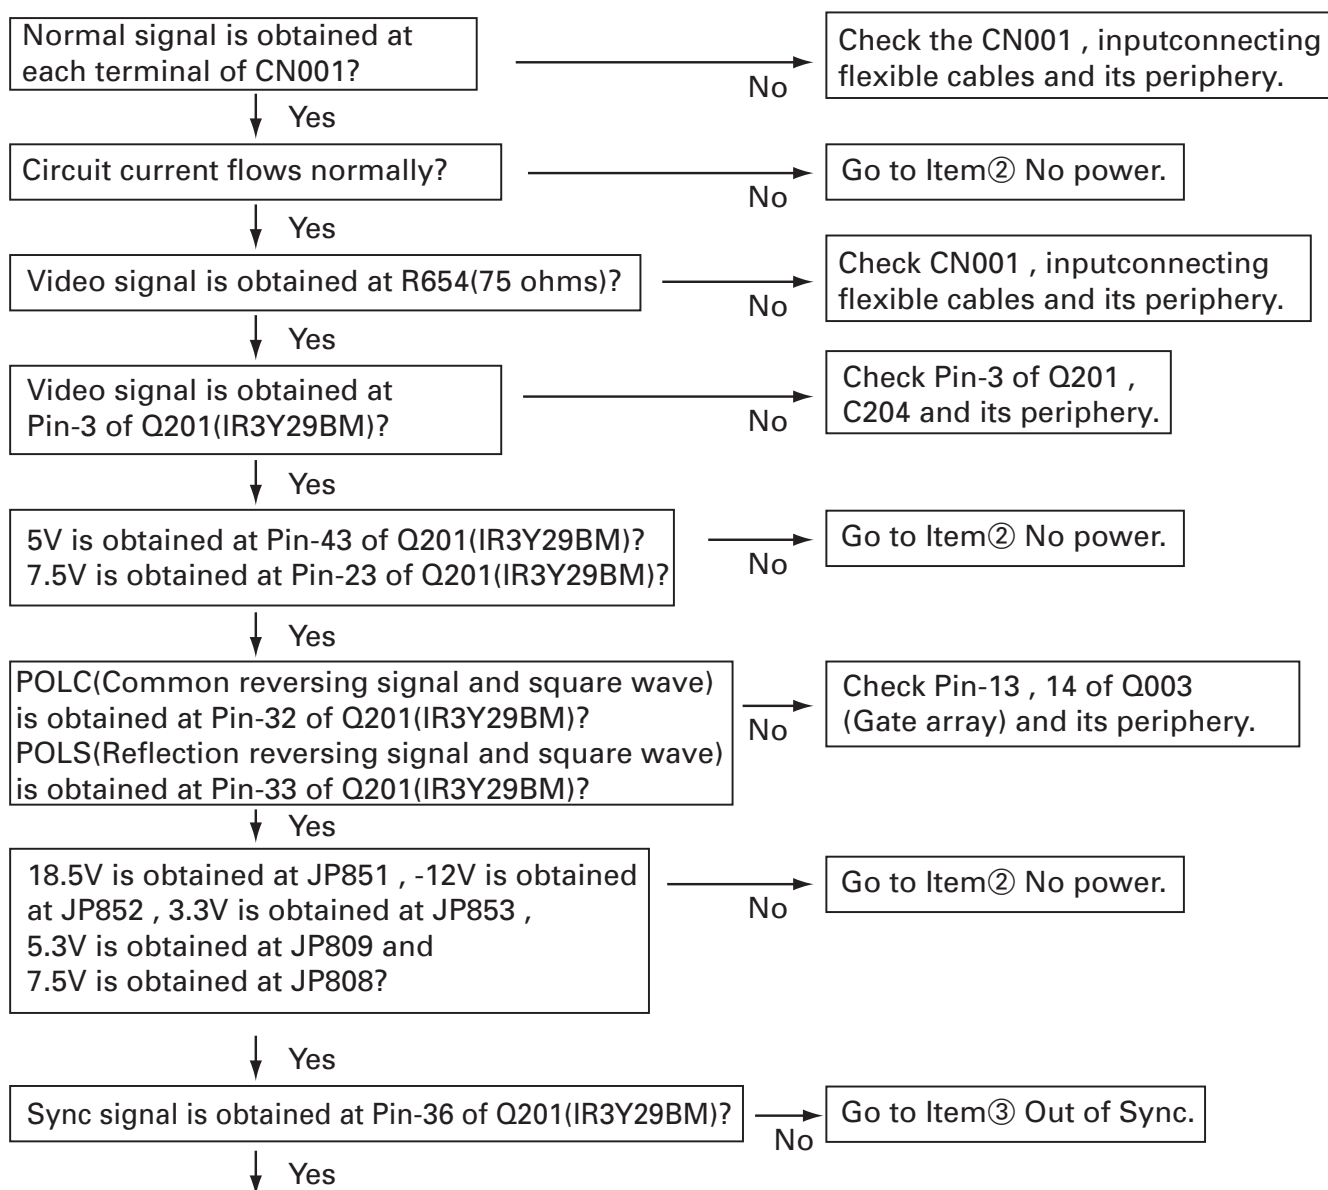 Normal signal is obtained at
each terminal of CN001?
No
Check the CN001 , inputconnecting
flexible cables and its periphery.
Yes
Circuit current flows normally?
No
Go to Item② No power.
Yes
Video signal is obtained at R654(75 ohms)?
No
Check CN001 , inputconnecting
flexible cables and its periphery.
Yes
Video signal is obtained at
Pin-3 of Q201(IR3Y29BM)?
No
Check Pin-3 of Q201 ,
C204 and its periphery.
Yes
5V is obtained at Pin-43 of Q201(IR3Y29BM)?
7.5V is obtained at Pin-23 of Q201(IR3Y29BM)?
No
Go to Item② No power.
Yes
POLC(Common reversing signal and square wave)
is obtained at Pin-32 of Q201(IR3Y29BM)?
POLS(Reflection reversing signal and square wave)
is obtained at Pin-33 of Q201(IR3Y29BM)?
No
Check Pin-13 , 14 of Q003
(Gate array) and its periphery.
Yes
18.5V is obtained at JP851 , -12V is obtained
at JP852 , 3.3V is obtained at JP853 ,
5.3V is obtained at JP809 and
7.5V is obtained at JP808?
No
Go to Item② No power.
Yes
Sync signal is obtained at Pin-36 of Q201(IR3Y29BM)?
No
Go to Item③ Out of Sync.
Yes